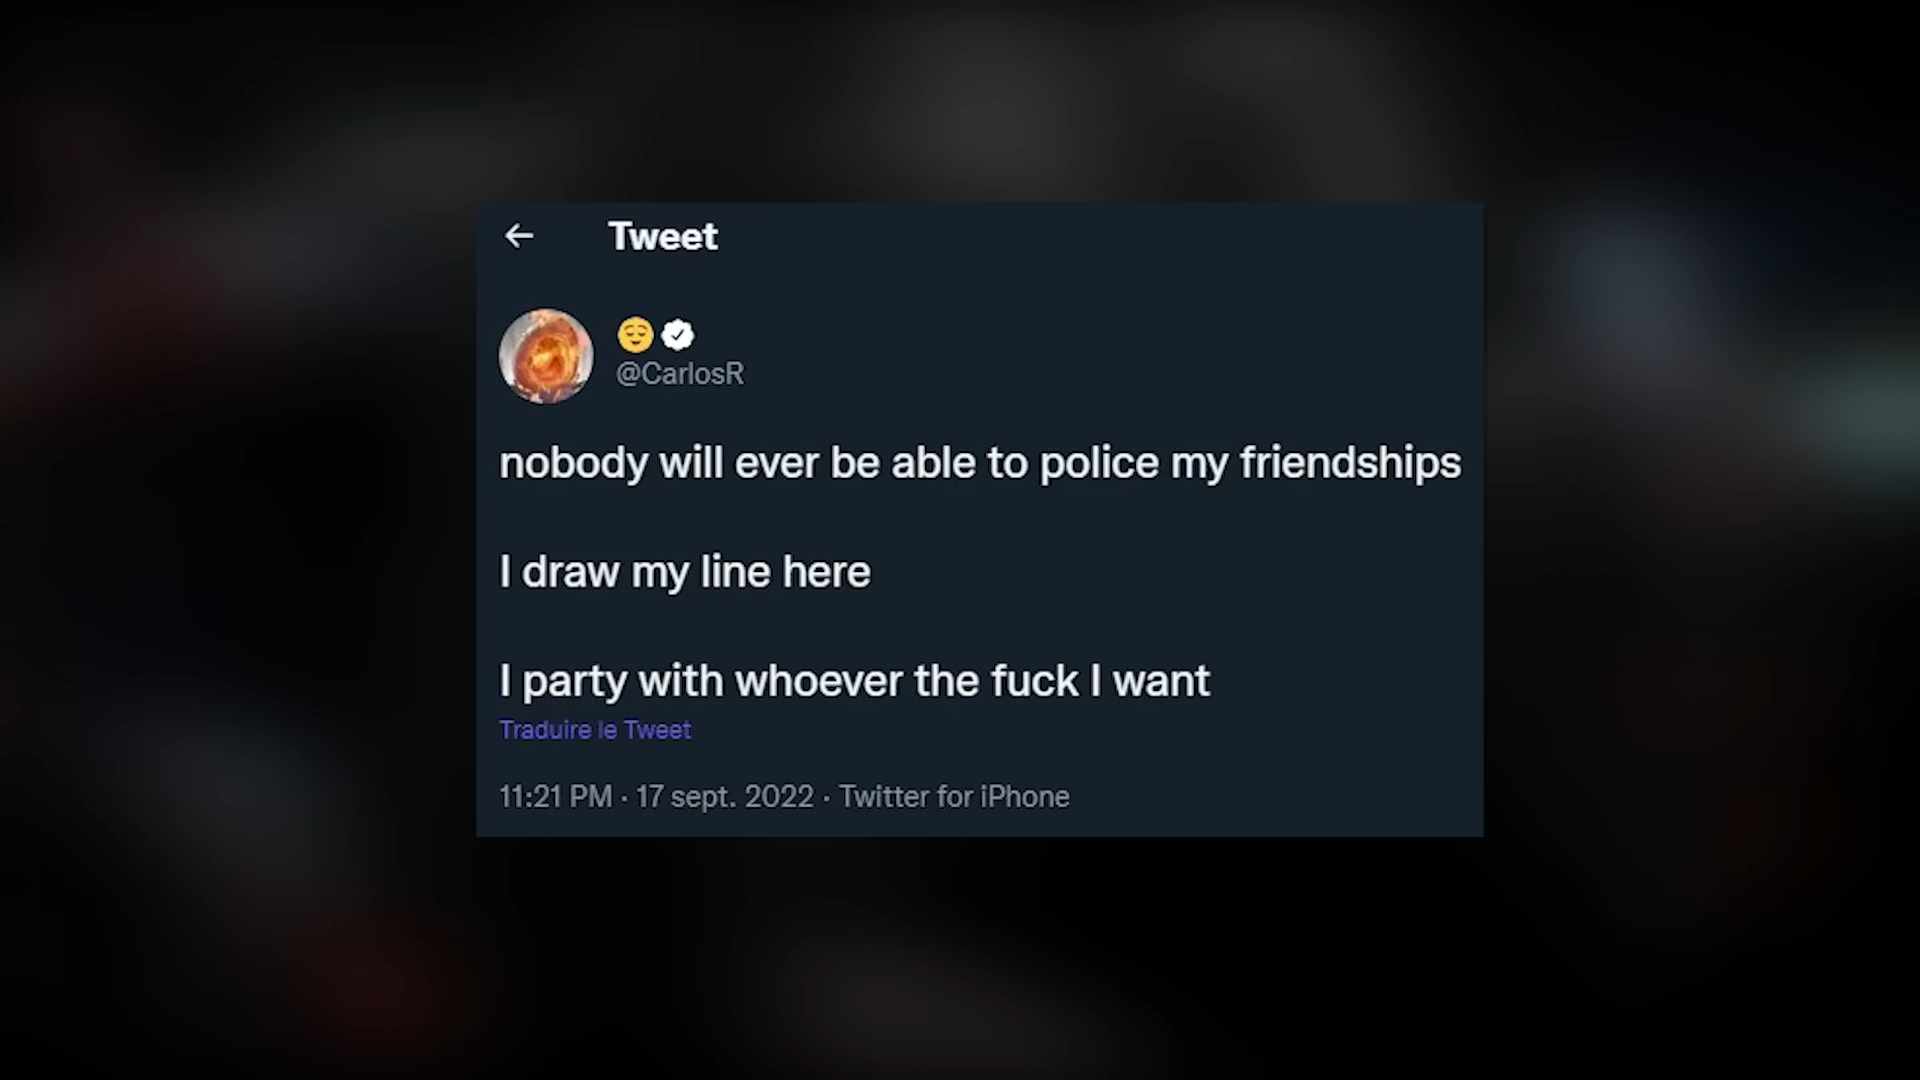 Tweet
@CarlosR
nobody will ever be able to police my friendships
I draw my line here
I party with whoever the fuck I want
Traduire le Tweet
11:21 PM · 17 sept. 2022 · Twitter for iPhone